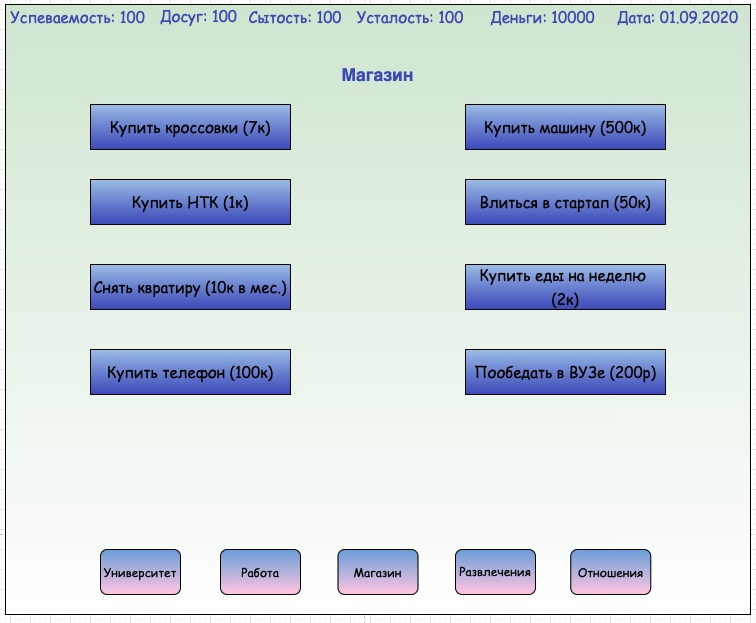 Успеваемость: 100 Досуг: 100 Сытость: 100 Усталость: 100 Деньги: 10000 Дата: 01.09.2020
Магазин
Купить кроссовки (7к) Купить машину (500к)
Купить НТК (1к) Влиться в стартап (50к)
Снять квратиру (10к в мес.) Купить еды на неделю
(2к)
Купить телефон (100к) Пообедать в ВУЗе (200р)
Университет Работа Магазин Развлечения Отношения